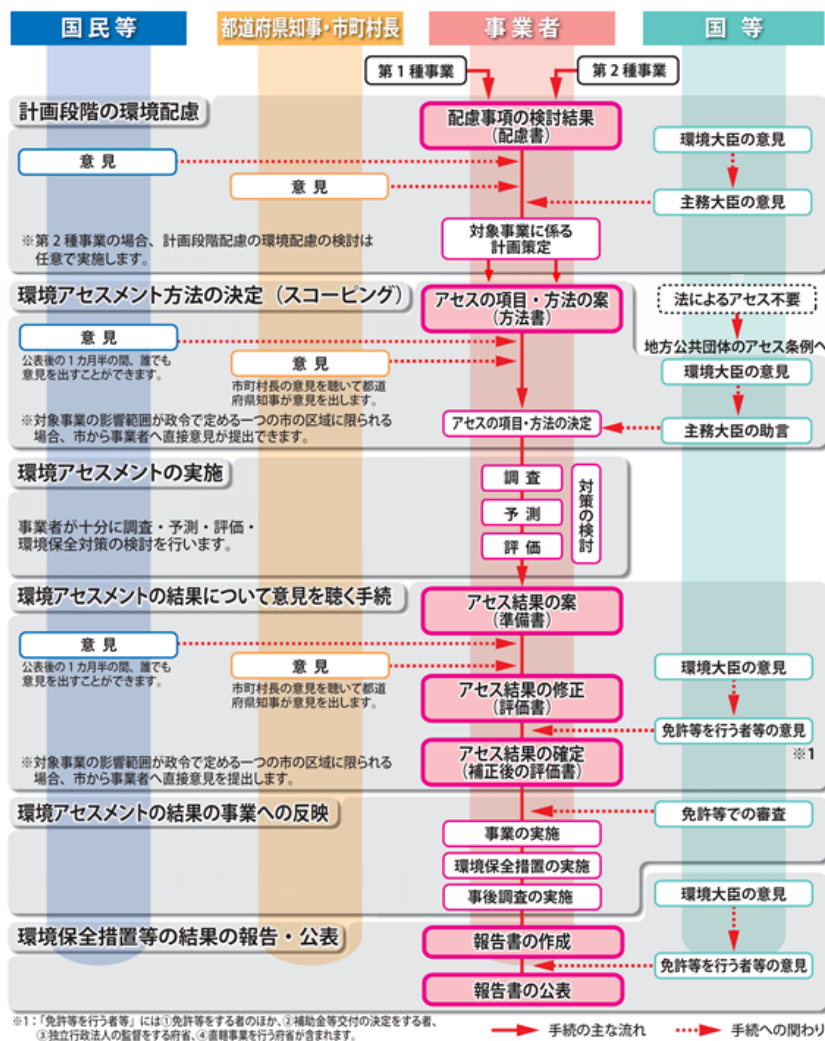 国民等
都道府県知事・市町村長
事業者
国等
第1種事業
第2種事業
計画段階の環境配慮
配慮事項の検討結果
(配慮書)
環境大臣の意見
意見
意見
主務大臣の意見
対象事業に係る
計画策定
※第2種事業の場合、計画段階配慮の環境配慮の検討は
任意で実施します。
環境アセスメント方法の決定(スコーピング)
アセスの項目・方法の案
(方法書)
法によるアセス不要
意見
公表後の1カ月半の間、誰でも
意見を出すことができます。
意見
市町村長の意見を聴いて都道
府県知事が意見を出します。
地方公共団体のアセス条例へ
環境大臣の意見
※対象事業の影響範囲が政令で定める一つの市の区域に限られる
場合、市から事業者へ直接意見が提出できます。
アセスの項目・方法の決定
主務大臣の助言
環境アセスメントの実施
調査
予測
評価
対策の検討
事業者が十分に調査・予測・評価・
環境保全対策の検討を行います。
環境アセスメントの結果について意見を聴く手続
アセス結果の案
(準備書)
意見
公表後の1カ月半の間、誰でも
意見を出すことができます。
意見
市町村長の意見を聴いて都道
府県知事が意見を出します。
環境大臣の意見
アセス結果の修正
(評価書)
免許等を行う者等の意見
※1
※対象事業の影響範囲が政令で定める一つの市の区域に限られる
場合、市から事業者へ直接意見を提出します。
アセス結果の確定
(補正後の評価書)
環境アセスメントの結果の事業への反映
免許等での審査
事業の実施
環境保全措置の実施
事後調査の実施
環境大臣の意見
環境保全措置等の結果の報告・公表
報告書の作成
免許等を行う者等の意見
報告書の公表
※1:「免許等を行う者等」には①免許等をする者のほか、②補助金等交付の決定をする者、
③独立行政法人の監督をする府省、④直轄事業を行う府省が含まれます。
手続の主な流れ
手続への関わり